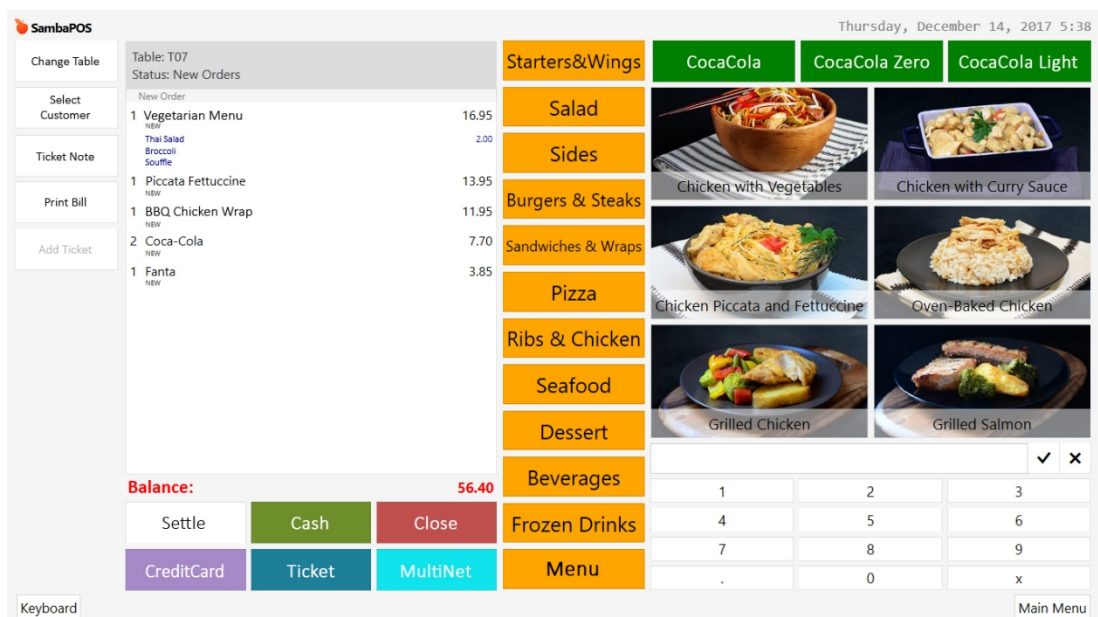 SambaPOS
Thursday, December 14, 2017 5:38
Change Table
Select
Customer
Ticket Note
Print Bill
Add Ticket
Table: T07
Status: New Orders
New Order
1 Vegetarian Menu 16.95
NEW
Thai Salad 2.00
Broccoli
Souffle
1 Piccata Fettuccine 13.95
NEW
1 BBQ Chicken Wrap 11.95
NEW
2 Coca-Cola 7.70
NEW
1 Fanta 3.85
NEW
Balance: 56.40
Settle
Cash
Close
CreditCard
Ticket
MultiNet
Starters&Wings
Salad
Sides
Burgers & Steaks
Sandwiches & Wraps
Pizza
Ribs & Chicken
Seafood
Dessert
Beverages
Frozen Drinks
Menu
CocaCola
CocaCola Zero
CocaCola Light
Chicken with Vegetables
Chicken with Curry Sauce
Chicken Piccata and Fettuccine
Oven-Baked Chicken
Grilled Chicken
Grilled Salmon
1 2 3
4 5 6
7 8 9
. 0 x
Keyboard
Main Menu